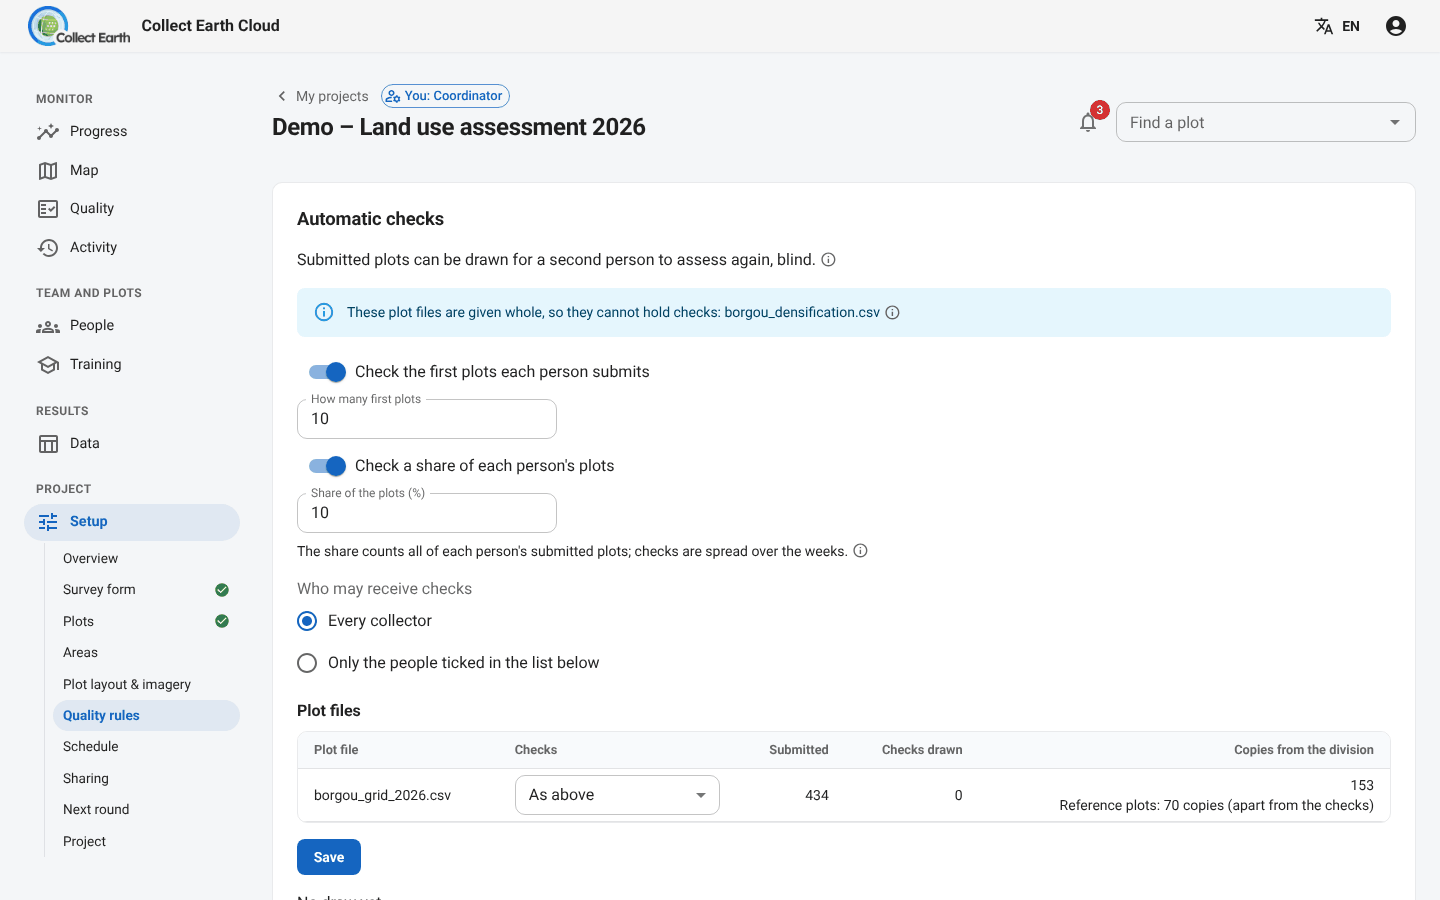 Collect Earth
Collect Earth Cloud
EN
MONITOR
Progress
Map
Quality
Activity
TEAM AND PLOTS
People
Training
RESULTS
Data
PROJECT
Setup
Overview
Survey form
Plots
Areas
Plot layout & imagery
Quality rules
Schedule
Sharing
Next round
Project
My projects
You: Coordinator
Demo – Land use assessment 2026
3
Find a plot
Automatic checks
Submitted plots can be drawn for a second person to assess again, blind.
These plot files are given whole, so they cannot hold checks: borgou_densification.csv
Check the first plots each person submits
How many first plots
10
Check a share of each person's plots
Share of the plots (%)
10
The share counts all of each person's submitted plots; checks are spread over the weeks.
Who may receive checks
Every collector
Only the people ticked in the list below
Plot files
Plot file Checks Submitted Checks drawn Copies from the division
borgou_grid_2026.csv As above 434 0 153
Reference plots: 70 copies (apart from the checks)
Save